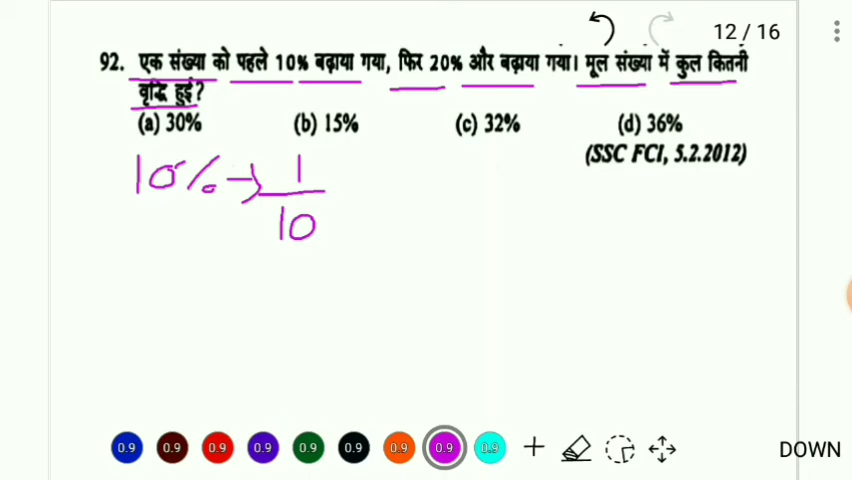 12 / 16
92. एक संख्या को पहले 10% बढ़ाया गया, फिर 20% और बढ़ाया गया। मूल संख्या में कुल कितनी
वृद्धि हुई?
(a) 30% (b) 15% (c) 32% (d) 36%
(SSC FCI, 5.2.2012)
10% → 1/10
0.9 0.9 0.9 0.9 0.9 0.9 0.9 0.9 0.9 DOWN